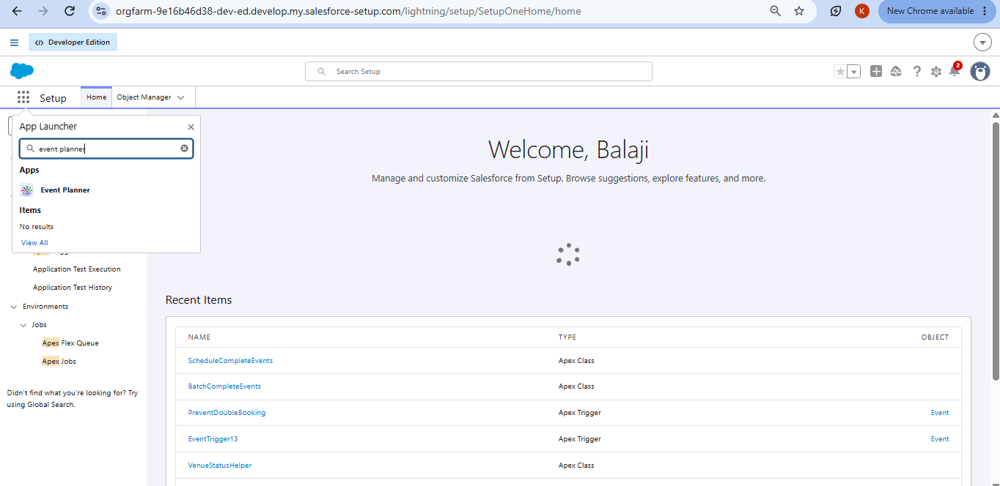 orgfarm-9e16b46d38-dev-ed.develop.my.salesforce-setup.com/lightning/setup/SetupOneHome/home
K
New Chrome available
Developer Edition
Search Setup
2
Setup
Home
Object Manager
App Launcher
event planner
Apps
Event Planner
Items
No results
View All
Application Test Execution
Application Test History
Environments
Jobs
Apex Flex Queue
Apex Jobs
Didn't find what you're looking for? Try
using Global Search.
Welcome, Balaji
Manage and customize Salesforce from Setup. Browse suggestions, explore features, and more.
Recent Items
NAME TYPE OBJECT
ScheduleCompleteEvents Apex Class
BatchCompleteEvents Apex Class
PreventDoubleBooking Apex Trigger Event
EventTrigger13 Apex Trigger Event
VenueStatusHelper Apex Class